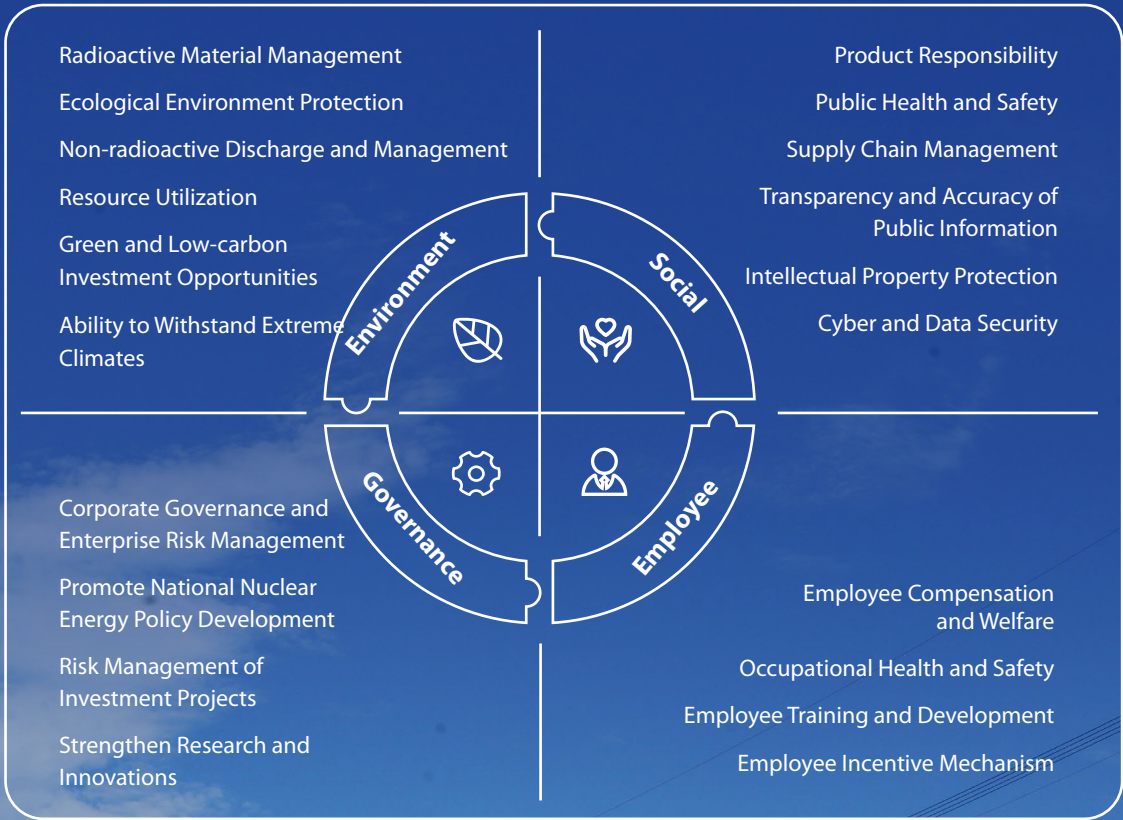 Radioactive Material Management
Ecological Environment Protection
Non-radioactive Discharge and Management
Resource Utilization
Green and Low-carbon
Investment Opportunities
Ability to Withstand Extreme
Climates
Product Responsibility
Public Health and Safety
Supply Chain Management
Transparency and Accuracy of
Public Information
Intellectual Property Protection
Cyber and Data Security
Environment
Social
Governance
Employee
Corporate Governance and
Enterprise Risk Management
Promote National Nuclear
Energy Policy Development
Risk Management of
Investment Projects
Strengthen Research and
Innovations
Employee Compensation
and Welfare
Occupational Health and Safety
Employee Training and Development
Employee Incentive Mechanism